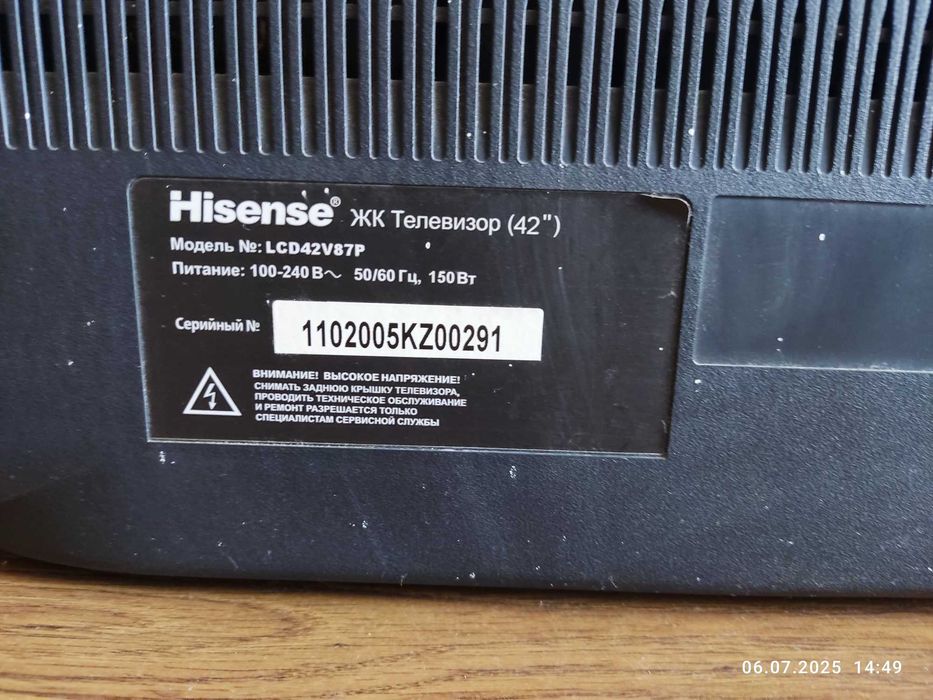 Hisense® ЖК Телевизор (42")
Модель №: LCD42V87P
Питание: 100-240 В~ 50/60 Гц, 150 Вт
Серийный № 1102005KZ00291
ВНИМАНИЕ! ВЫСОКОЕ НАПРЯЖЕНИЕ!
СНИМАТЬ ЗАДНЮЮ КРЫШКУ ТЕЛЕВИЗОРА,
ПРОВОДИТЬ ТЕХНИЧЕСКОЕ ОБСЛУЖИВАНИЕ
И РЕМОНТ РАЗРЕШАЕТСЯ ТОЛЬКО
СПЕЦИАЛИСТАМ СЕРВИСНОЙ СЛУЖБЫ
06.07.2025 14:49